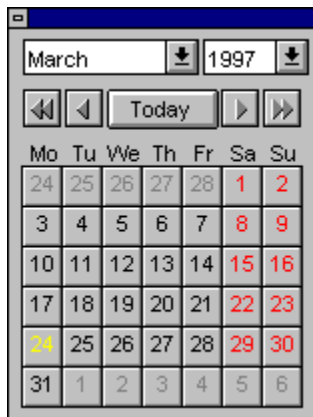 March 1997
Today
Mo Tu We Th Fr Sa Su
24 25 26 27 28 1 2
3 4 5 6 7 8 9
10 11 12 13 14 15 16
17 18 19 20 21 22 23
24 25 26 27 28 29 30
31 1 2 3 4 5 6